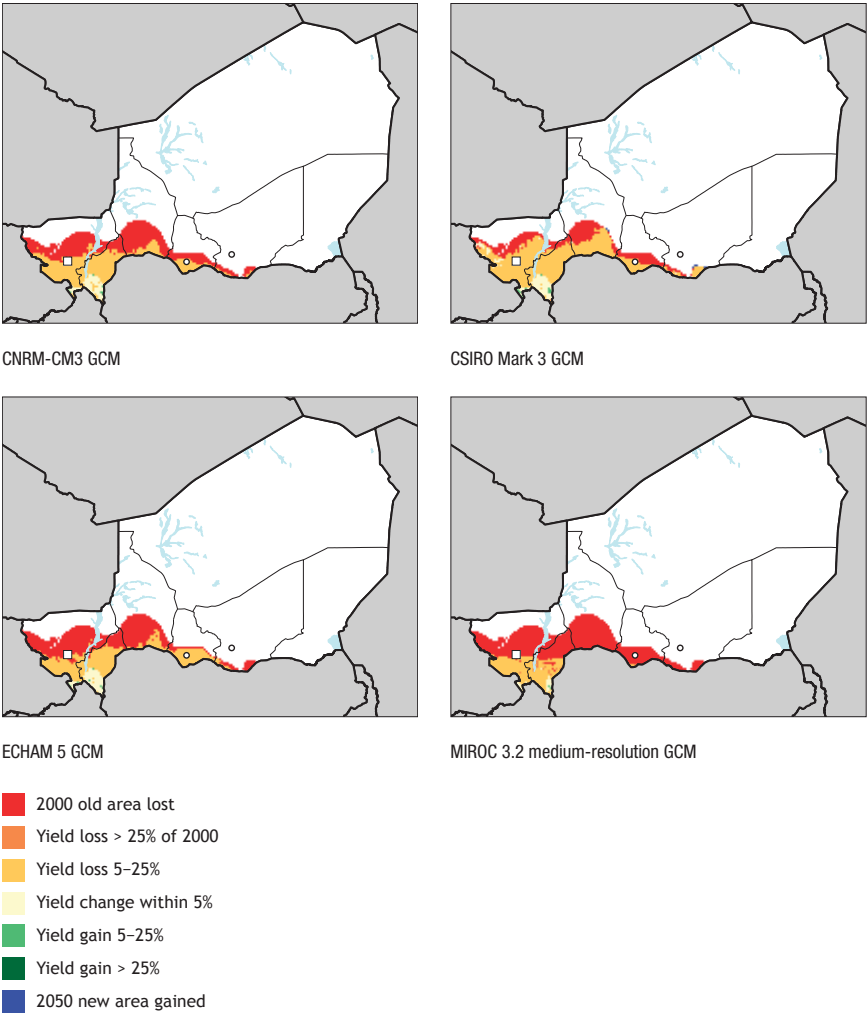 CNRM-CM3 GCM
CSIRO Mark 3 GCM
ECHAM 5 GCM
MIROC 3.2 medium-resolution GCM
2000 old area lost
Yield loss > 25% of 2000
Yield loss 5–25%
Yield change within 5%
Yield gain 5–25%
Yield gain > 25%
2050 new area gained